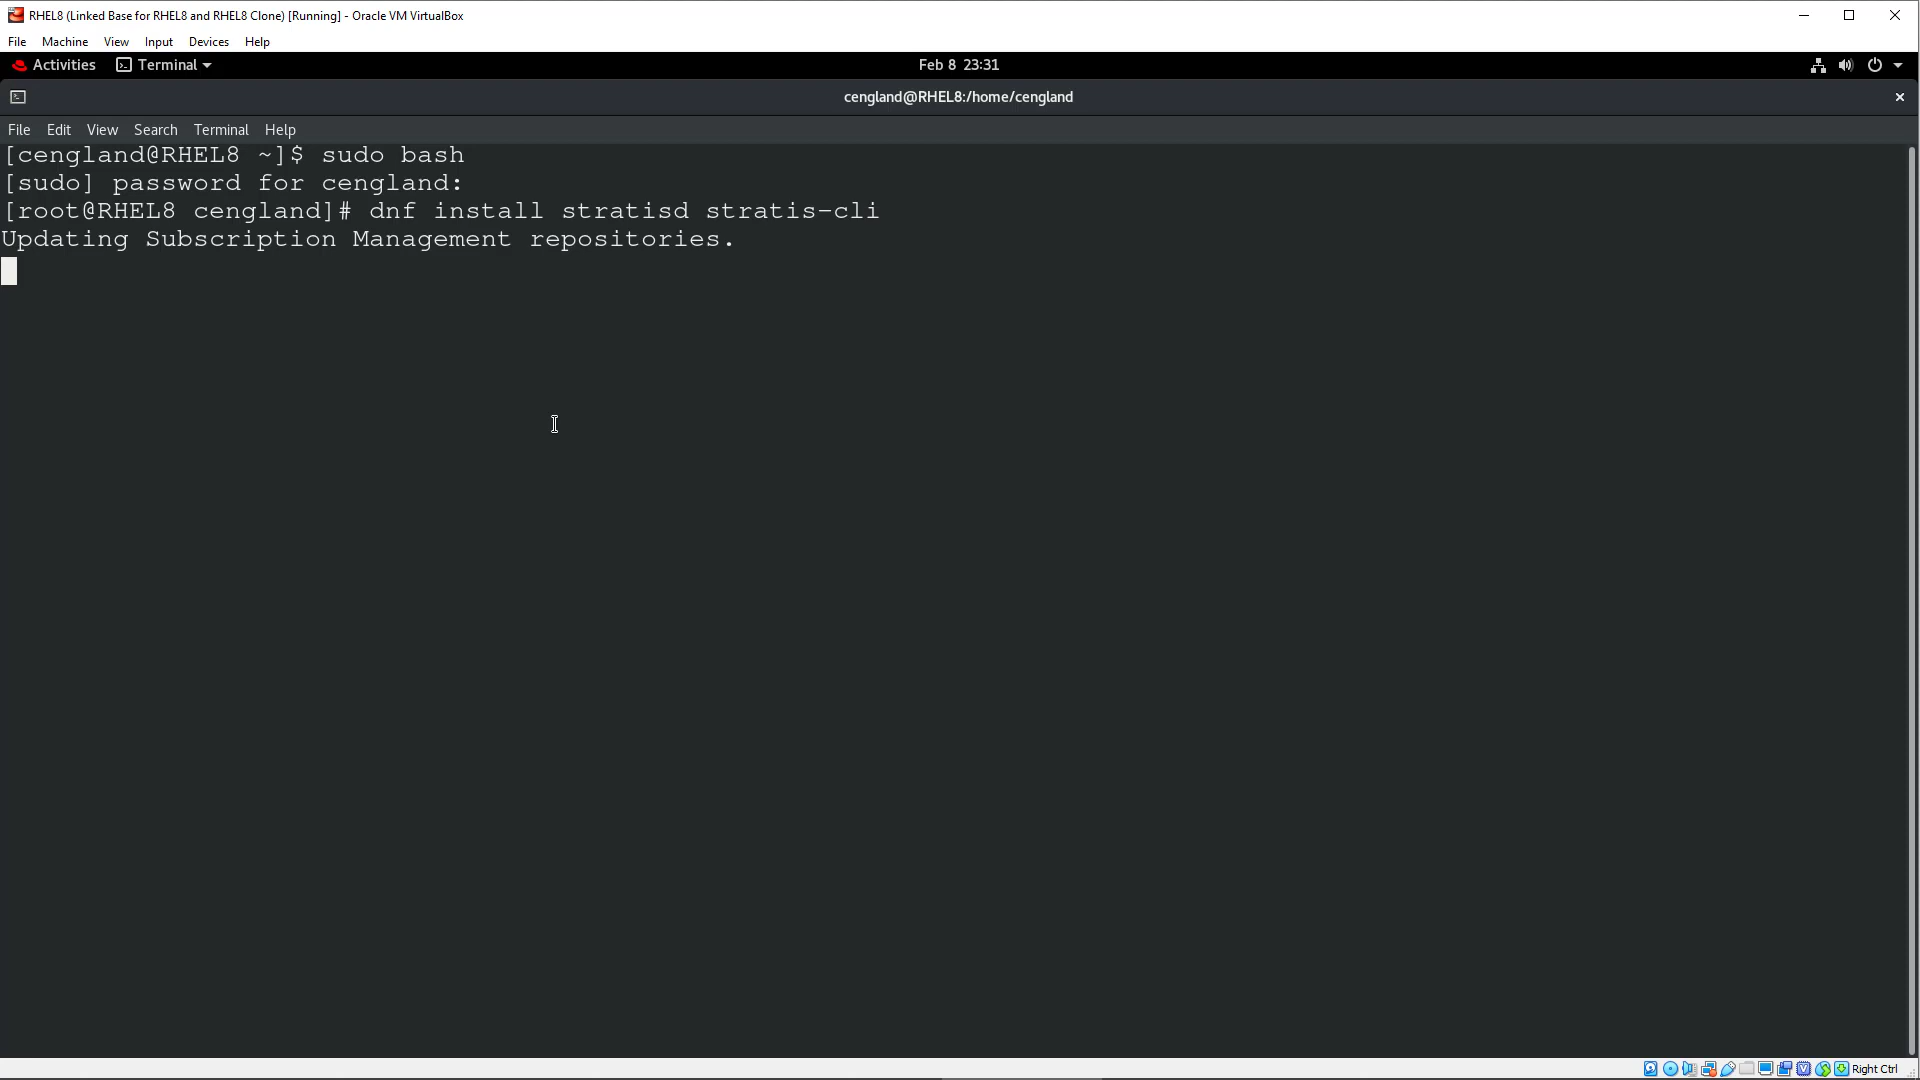 RHEL8 (Linked Base for RHEL8 and RHEL8 Clone) [Running] - Oracle VM VirtualBox
File Machine View Input Devices Help
Activities Terminal Feb 8 23:31
cengland@RHEL8:/home/cengland
File Edit View Search Terminal Help
[cengland@RHEL8 ~]$ sudo bash
[sudo] password for cengland:
[root@RHEL8 cengland]# dnf install stratisd stratis-cli
Updating Subscription Management repositories.
Right Ctrl